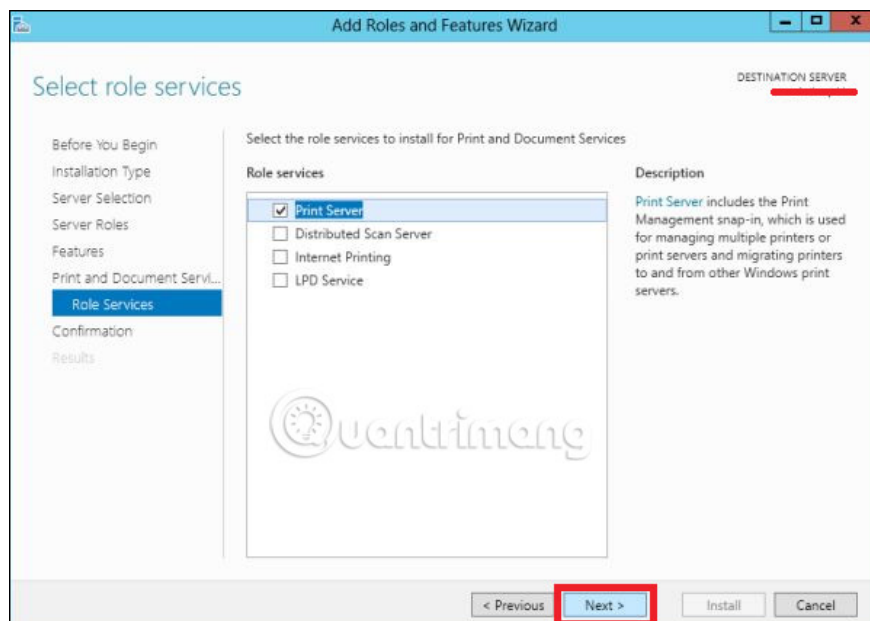 Add Roles and Features Wizard
Select role services
DESTINATION SERVER
Before You Begin
Installation Type
Server Selection
Server Roles
Features
Print and Document Servi...
Role Services
Confirmation
Results
Select the role services to install for Print and Document Services
Role services
Print Server
Distributed Scan Server
Internet Printing
LPD Service
Description
Print Server includes the Print
Management snap-in, which is used
for managing multiple printers or
print servers and migrating printers
to and from other Windows print
servers.
Quantrimang
< Previous
Next >
Install
Cancel